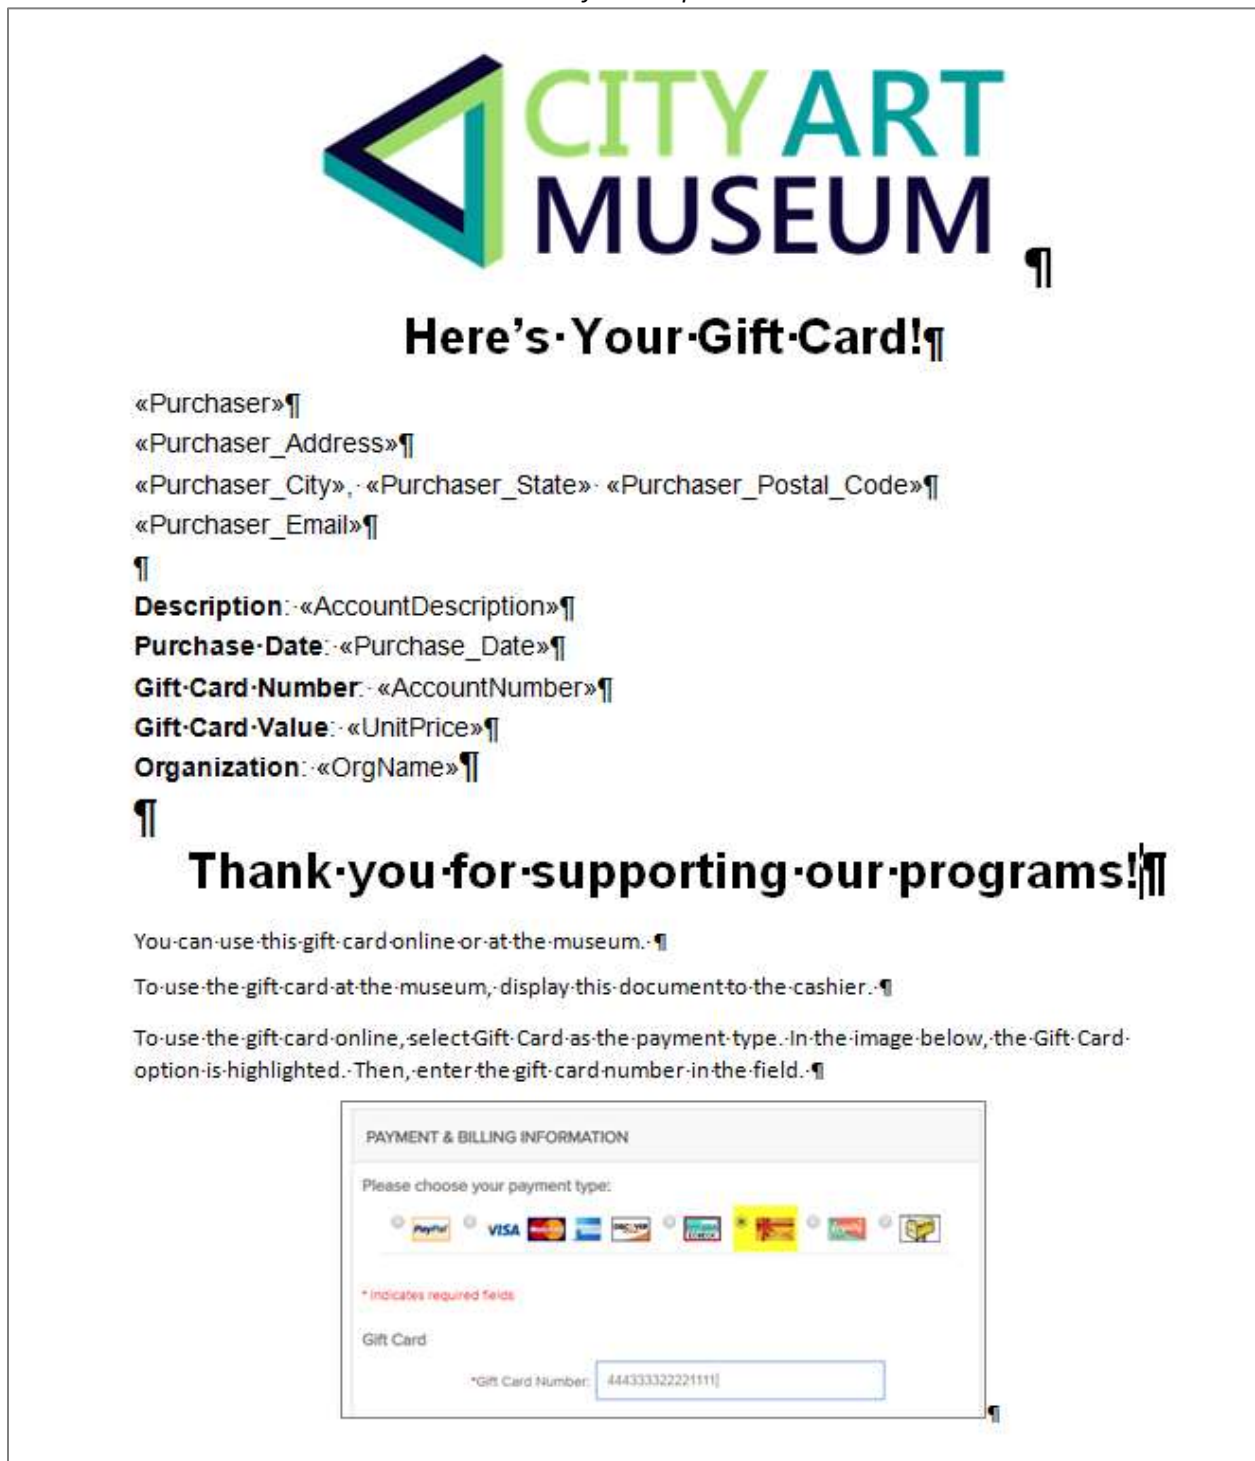 CITY ART
MUSEUM ¶
Here’s·Your·Gift·Card!¶
«Purchaser»¶
«Purchaser_Address»¶
«Purchaser_City»,·«Purchaser_State»·«Purchaser_Postal_Code»¶
«Purchaser_Email»¶
¶
Description:·«AccountDescription»¶
Purchase·Date:·«Purchase_Date»¶
Gift·Card·Number:·«AccountNumber»¶
Gift·Card·Value:·«UnitPrice»¶
Organization:·«OrgName»¶
¶
Thank·you·for·supporting·our·programs!¶
You·can·use·this·gift·card·online·or·at·the·museum.·¶
To·use·the·gift·card·at·the·museum,·display·this·document·to·the·cashier.·¶
To·use·the·gift·card·online,·select·Gift·Card·as·the·payment·type.·In·the·image·below,·the·Gift·Card·
option·is·highlighted.·Then,·enter·the·gift·card·number·in·the·field.·¶
PAYMENT & BILLING INFORMATION
Please choose your payment type:
PayPal VISA MasterCard DISCOVER
* Indicates required fields
Gift Card
*Gift Card Number: 444333322221111
¶